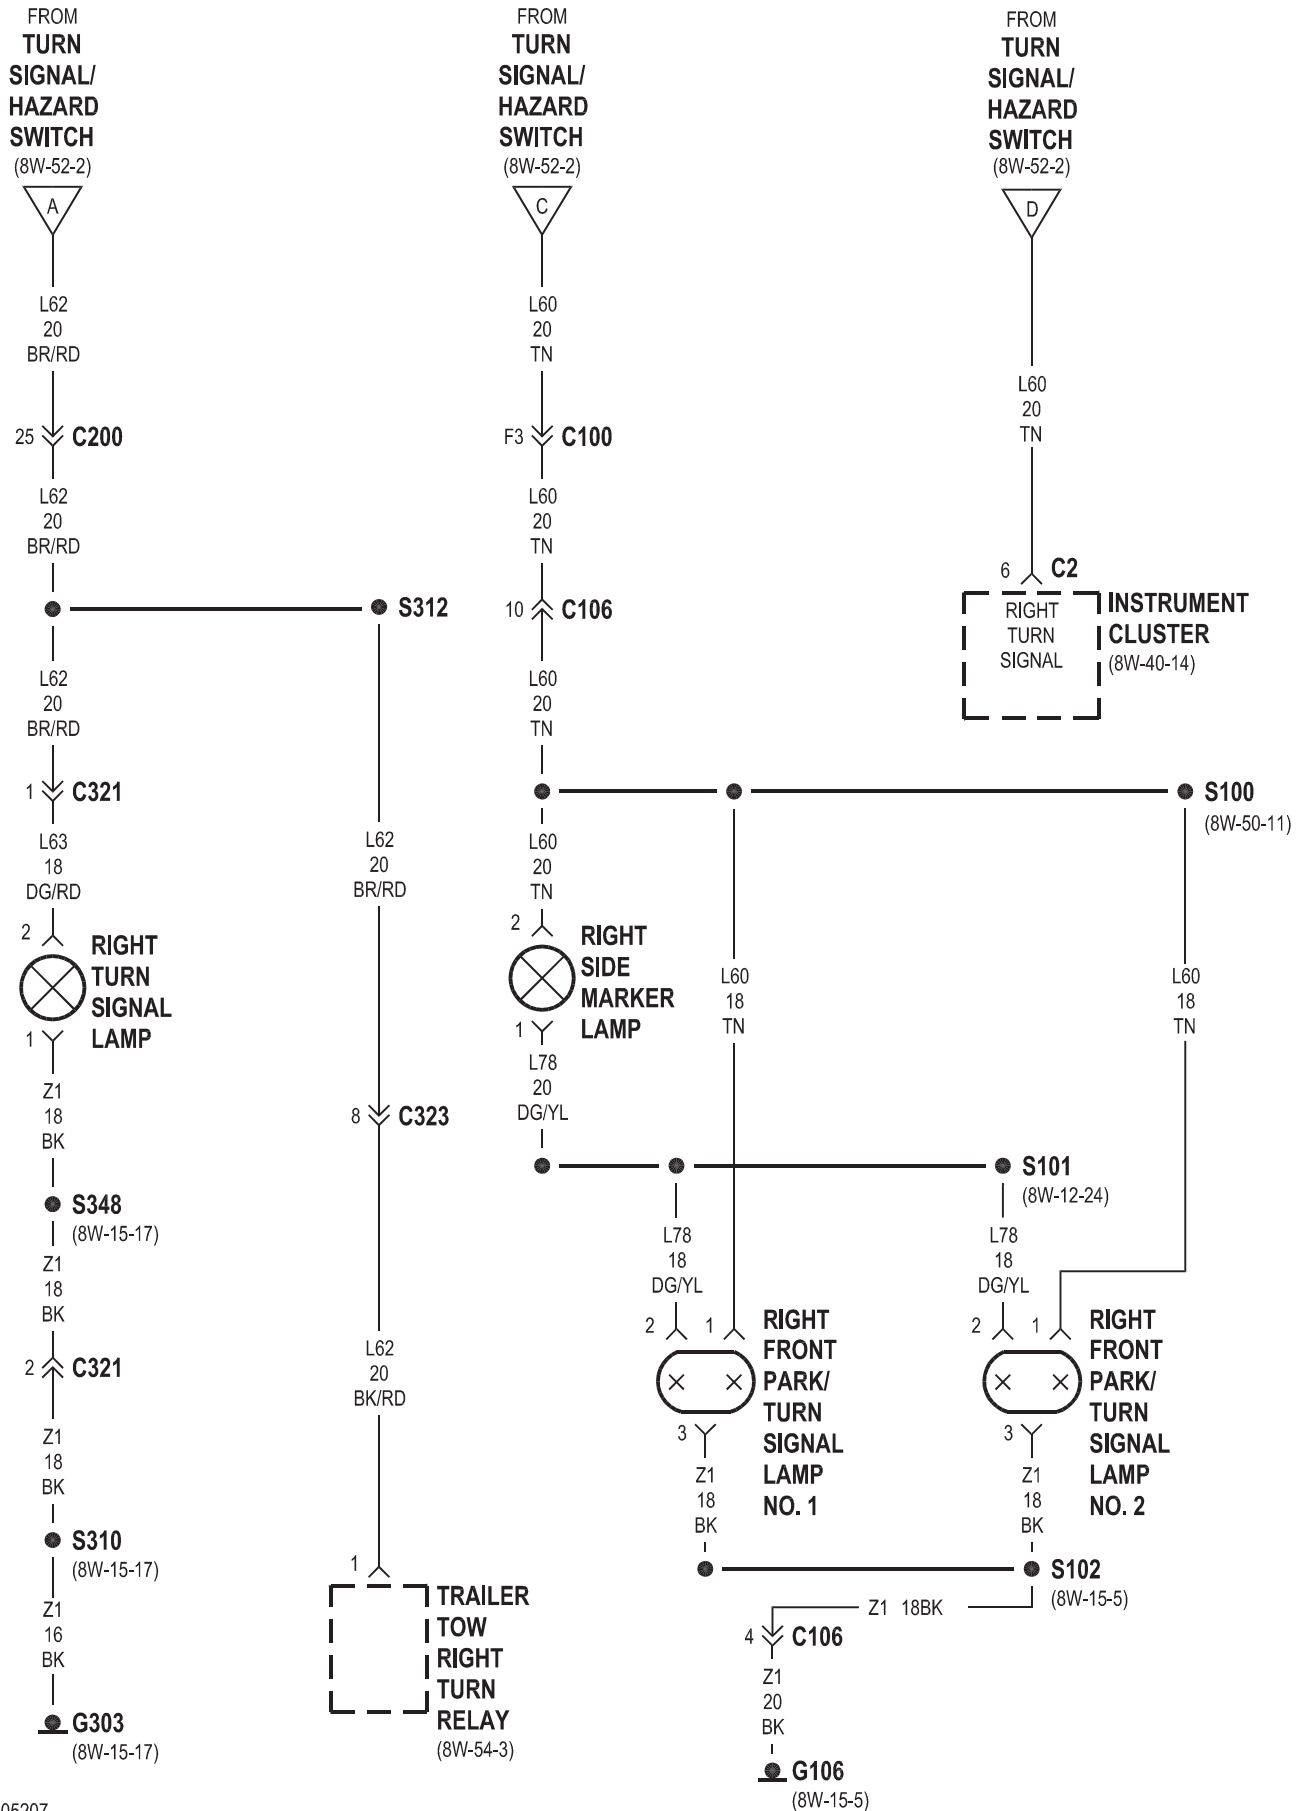 FROM
TURN
SIGNAL/
HAZARD
SWITCH
(8W-52-2)
A
L62
20
BR/RD
25 C200
L62
20
BR/RD
S312
L62
20
BR/RD
1 C321
L63
18
DG/RD
2
RIGHT
TURN
SIGNAL
LAMP
1
Z1
18
BK
S348
(8W-15-17)
Z1
18
BK
2 C321
Z1
18
BK
S310
(8W-15-17)
Z1
16
BK
G303
(8W-15-17)
L62
20
BR/RD
8 C323
L62
20
BK/RD
1
TRAILER
TOW
RIGHT
TURN
RELAY
(8W-54-3)
FROM
TURN
SIGNAL/
HAZARD
SWITCH
(8W-52-2)
C
L60
20
TN
F3 C100
L60
20
TN
10 C106
L60
20
TN
S100
(8W-50-11)
L60
20
TN
2
RIGHT
SIDE
MARKER
LAMP
1
L78
20
DG/YL
S101
(8W-12-24)
L60
18
TN
L60
18
TN
L78
18
DG/YL
2 1
RIGHT
FRONT
PARK/
TURN
SIGNAL
LAMP
NO. 1
3
Z1
18
BK
L78
18
DG/YL
2 1
RIGHT
FRONT
PARK/
TURN
SIGNAL
LAMP
NO. 2
3
Z1
18
BK
S102
(8W-15-5)
Z1 18BK
4 C106
Z1
20
BK
G106
(8W-15-5)
FROM
TURN
SIGNAL/
HAZARD
SWITCH
(8W-52-2)
D
L60
20
TN
6 C2
RIGHT
TURN
SIGNAL
INSTRUMENT
CLUSTER
(8W-40-14)